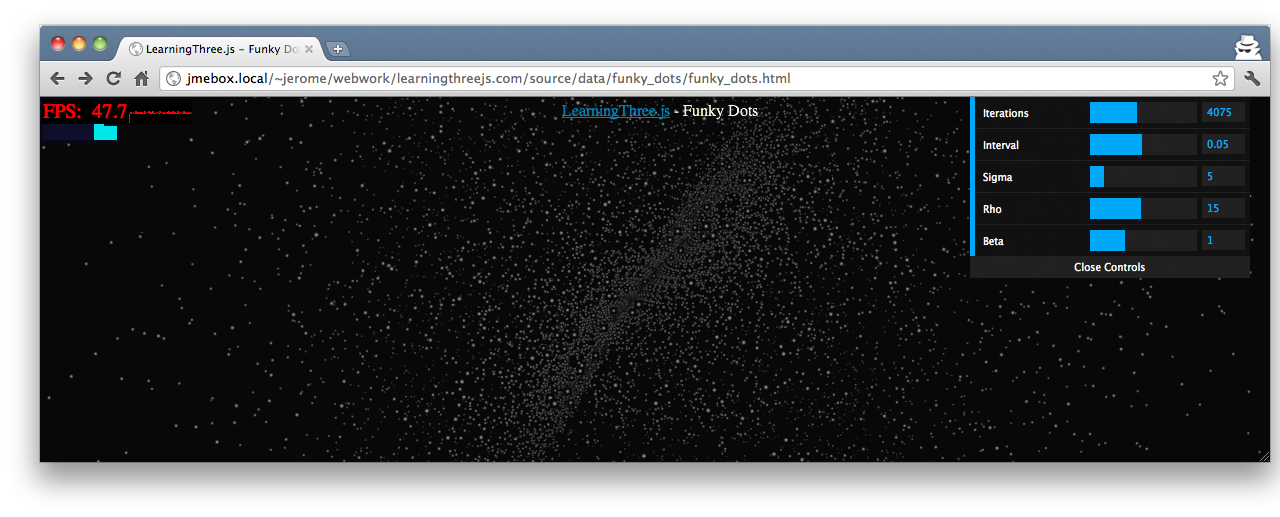 LearningThree.js – Funky Do
jmebox.local/~jerome/webwork/learningthreejs.com/source/data/funky_dots/funky_dots.html
FPS: 47.7
LearningThree.js - Funky Dots
Iterations 4075
Interval 0.05
Sigma 5
Rho 15
Beta 1
Close Controls